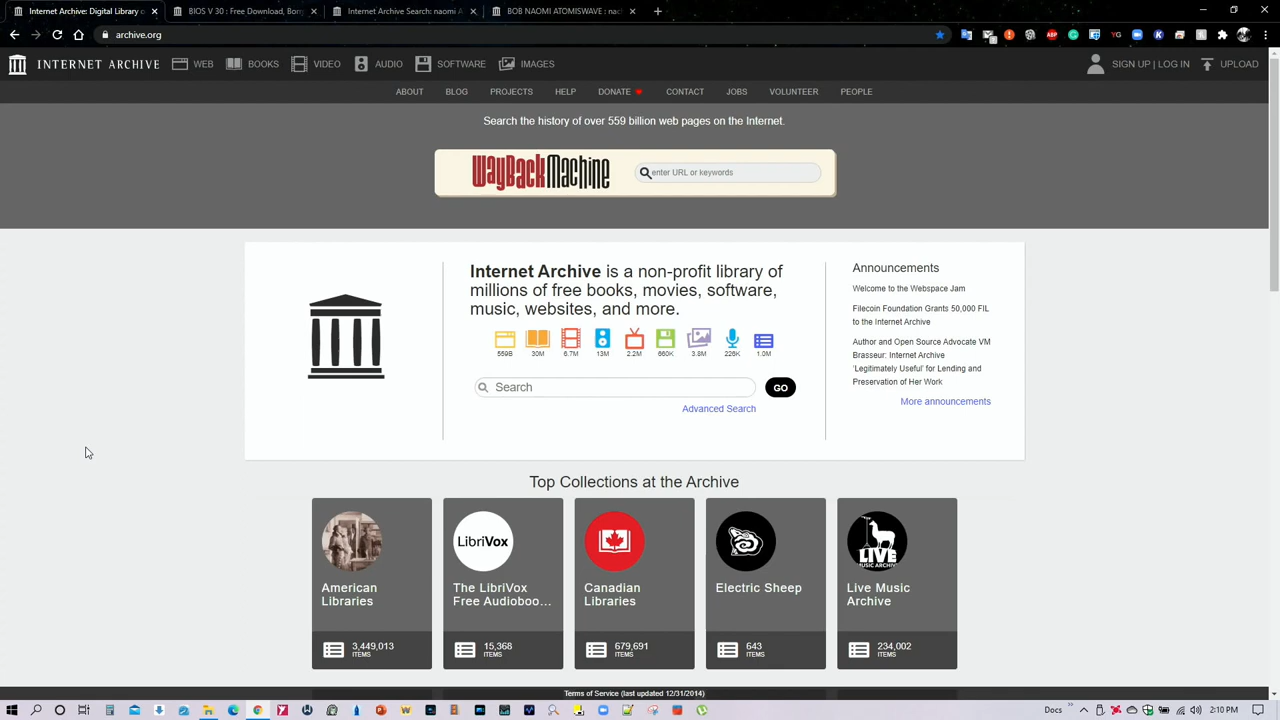 Internet Archive: Digital Library o
BIOS V 30 : Free Download, Borr
Internet Archive Search: naomi A
BOB NAOMI ATOMISWAVE : nac
archive.org
INTERNET ARCHIVE
WEB
BOOKS
VIDEO
AUDIO
SOFTWARE
IMAGES
SIGN UP | LOG IN
UPLOAD
ABOUT
BLOG
PROJECTS
HELP
DONATE
CONTACT
JOBS
VOLUNTEER
PEOPLE
Search the history of over 559 billion web pages on the Internet.
WayBackMachine
enter URL or keywords
Internet Archive is a non-profit library of
millions of free books, movies, software,
music, websites, and more.
559B
30M
6.7M
13M
2.2M
660K
3.8M
226K
1.0M
Search
GO
Advanced Search
Announcements
Welcome to the Webspace Jam
Filecoin Foundation Grants 50,000 FIL
to the Internet Archive
Author and Open Source Advocate VM
Brasseur: Internet Archive
'Legitimately Useful' for Lending and
Preservation of Her Work
More announcements
Top Collections at the Archive
American
Libraries
3,449,013
ITEMS
LibriVox
The LibriVox
Free Audioboo...
15,368
ITEMS
Canadian
Libraries
679,691
ITEMS
Electric Sheep
643
ITEMS
LIVE
MUSIC ARCHIVE
Live Music
Archive
234,002
ITEMS
Terms of Service (last updated 12/31/2014)
Docs
2:10 PM